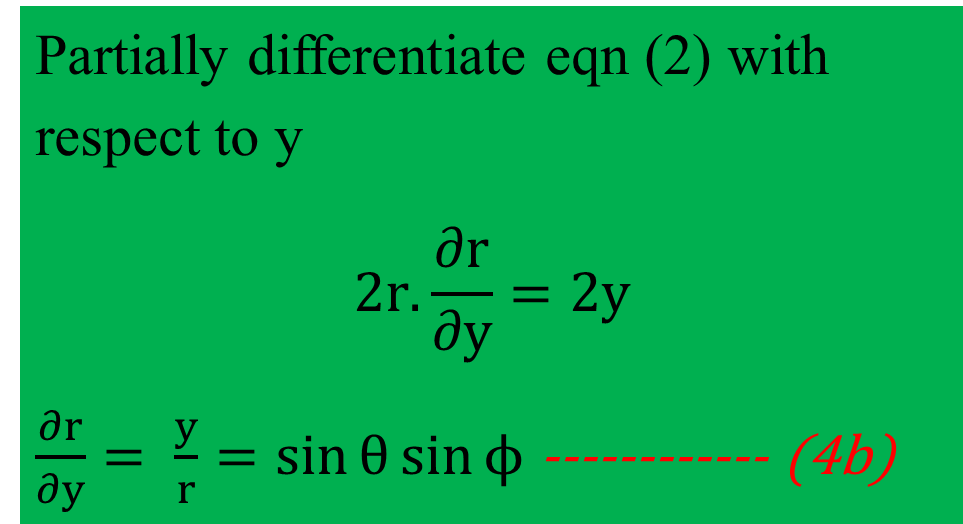 Partially differentiate eqn (2) with
respect to y
2r. ∂r/∂y = 2y
∂r/∂y = y/r = sin θ sin ϕ ------------ (4b)